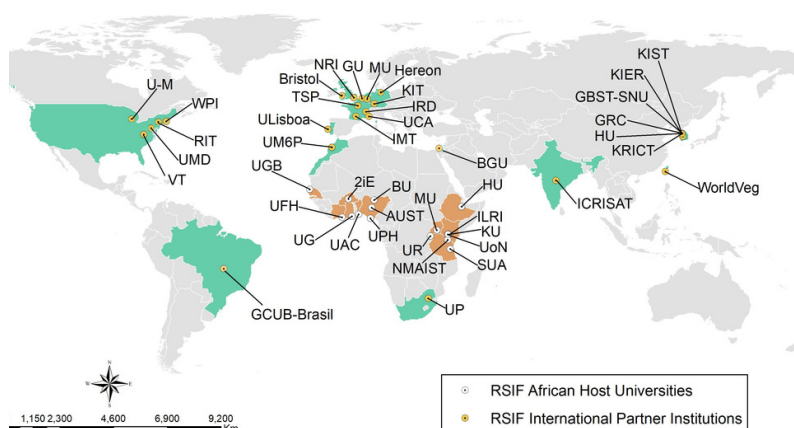 KIST
NRI GU MU Hereon
KIER
U-M
Bristol
KIT
GBST-SNU
WPI
TSP
IRD
GRC
ULisboa
UCA
HU
RIT
UM6P
IMT
KRICT
UMD
BGU
UGB
2iE
BU
HU
WorldVeg
VT
ICRISAT
UFH
AUST
MU
ILRI
KU
UG
UAC
UPH
UR
UoN
NMAIST
SUA
GCUB-Brasil
UP
N
W
E
S
RSIF African Host Universities
RSIF International Partner Institutions
1,150 2,300 4,600 6,900 9,200
Km